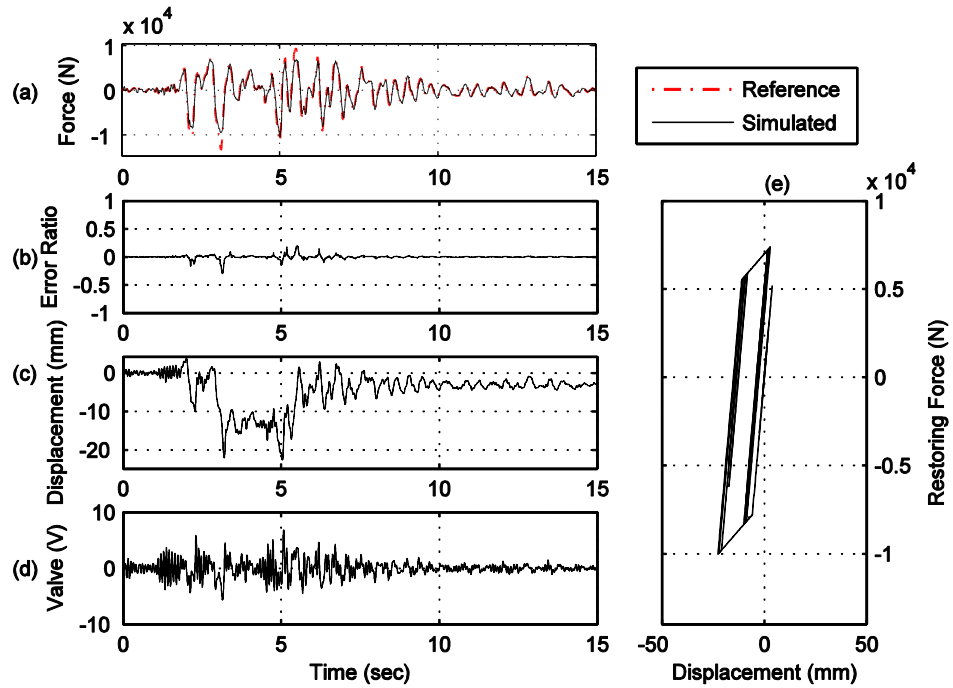 x 10^4
1
0
-1
Force (N)
(a)
0 5 10 15
Reference
Simulated
1
0.5
0
-0.5
-1
Error Ratio
(b)
0 5 10 15
0
-10
-20
Displacement (mm)
(c)
0 5 10 15
10
0
-10
Valve (V)
(d)
0 5 10 15
Time (sec)
(e)
x 10^4
1
0.5
0
-0.5
-1
Restoring Force (N)
-50 0 50
Displacement (mm)